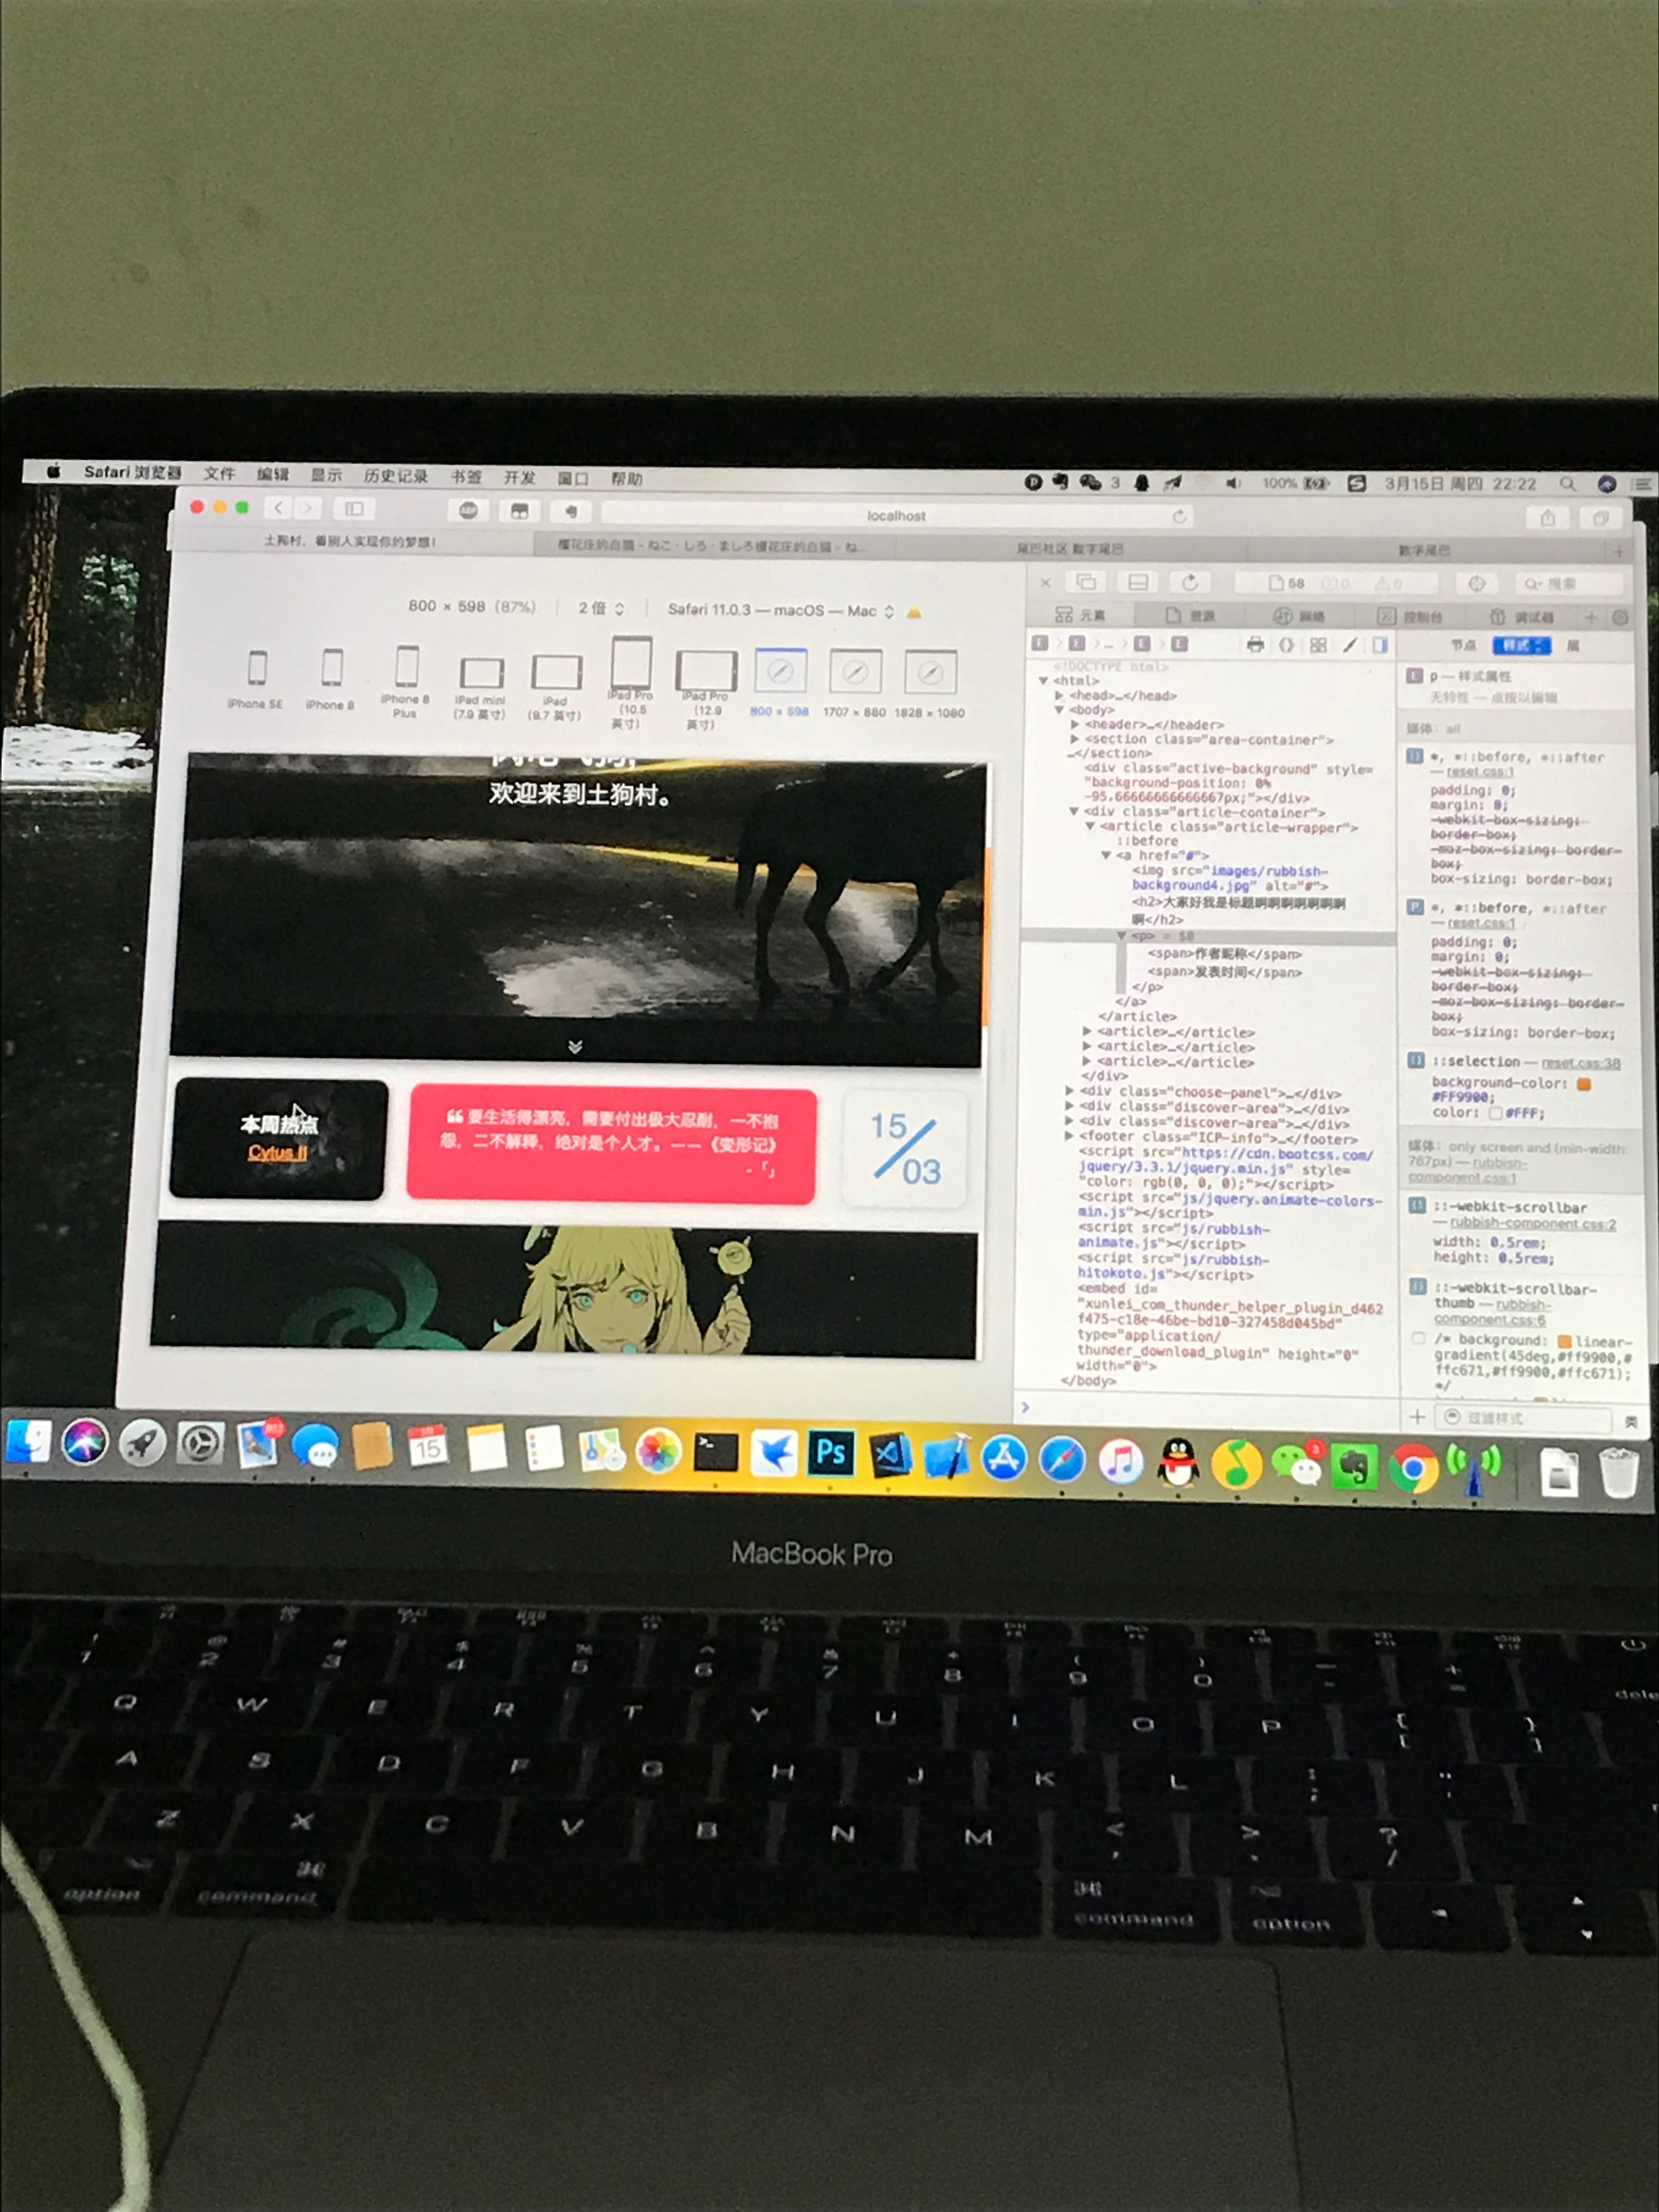 Safari 浏览器 文件 编辑 显示 历史记录 书签 开发 窗口 帮助
3 100% 3月15日 周四 22:22
ABP localhost
土狗村，看别人实现你的梦想！
樱花庄的白猫 - ねこ・しろ・ましろ樱花庄的白猫 - ね...
尾巴社区 数字尾巴
数字尾巴
800 × 598 (87%) 2 倍 Safari 11.0.3 — macOS — Mac
iPhone SE
iPhone 8
iPhone 8 Plus
iPad mini (7.9 英寸)
iPad (9.7 英寸)
iPad Pro (10.5 英寸)
iPad Pro (12.9 英寸)
800 × 598
1707 × 880
1828 × 1080
欢迎来到土狗村。
本周热点
Cytus II
要生活得漂亮，需要付出极大忍耐，一不抱
怨，二不解释，绝对是个人才。——《变形记》
-「」
15
03
58 0 0 搜索
元素 资源 网络 控制台 调试器
节点 样式 层
<!DOCTYPE html>
<html>
<head>…</head>
<body>
<header>…</header>
<section class="area-container">
…</section>
<div class="active-background" style=
"background-position: 0%
-95.66666666666667px;"></div>
<div class="article-container">
<article class="article-wrapper">
::before
<a href="#">
<img src="images/rubbish-
background4.jpg" alt="#">
<h2>大家好我是标题啊啊啊啊啊啊啊
啊</h2>
<p> = $0
<span>作者昵称</span>
<span>发表时间</span>
</p>
</a>
</article>
<article>…</article>
<article>…</article>
<article>…</article>
</div>
<div class="choose-panel">…</div>
<div class="discover-area">…</div>
<div class="discover-area">…</div>
<footer class="ICP-info">…</footer>
<script src="https://cdn.bootcss.com/
jquery/3.3.1/jquery.min.js" style=
"color: rgb(0, 0, 0);"></script>
<script src="js/jquery.animate-colors-
min.js"></script>
<script src="js/rubbish-
animate.js"></script>
<script src="js/rubbish-
hitokoto.js"></script>
<embed id=
"xunlei_com_thunder_helper_plugin_d462
f475-c18e-46be-bd10-327458d045bd"
type="application/
thunder_download_plugin" height="0"
width="0">
</body>
p — 样式属性
无特性 — 点按以编辑
媒体: all
*, *::before, *::after
— reset.css:1
padding: 0;
margin: 0;
-webkit-box-sizing:
border-box;
-moz-box-sizing: border-
box;
box-sizing: border-box;
*, *::before, *::after
— reset.css:1
padding: 0;
margin: 0;
-webkit-box-sizing:
border-box;
-moz-box-sizing: border-
box;
box-sizing: border-box;
::selection — reset.css:38
background-color:
#FF9900;
color: #FFF;
媒体: only screen and (min-width:
767px) — rubbish-
component.css:1
::-webkit-scrollbar
— rubbish-component.css:2
width: 0.5rem;
height: 0.5rem;
::-webkit-scrollbar-
thumb — rubbish-
component.css:6
/* background: linear-
gradient(45deg,#ff9900,#
ffc671,#ff9900,#ffc671);
*/
过滤样式 类
15 Ps 3
MacBook Pro
! 1 @ 2 # 3 $ 4 % 5 ^ 6 & 7 * 8 ( 9 ) 0 — - + =
Q W E R T Y U I O P { [ } ]
A S D F G H J K L : ; " '
Z X C V B N M < , > . ? /
option ⌘ command ⌘ command option